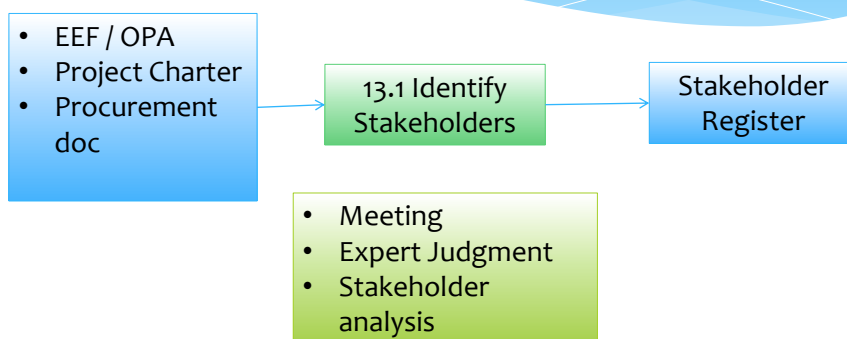 • EEF / OPA
• Project Charter
• Procurement
doc
13.1 Identify
Stakeholders
Stakeholder
Register
• Meeting
• Expert Judgment
• Stakeholder
analysis